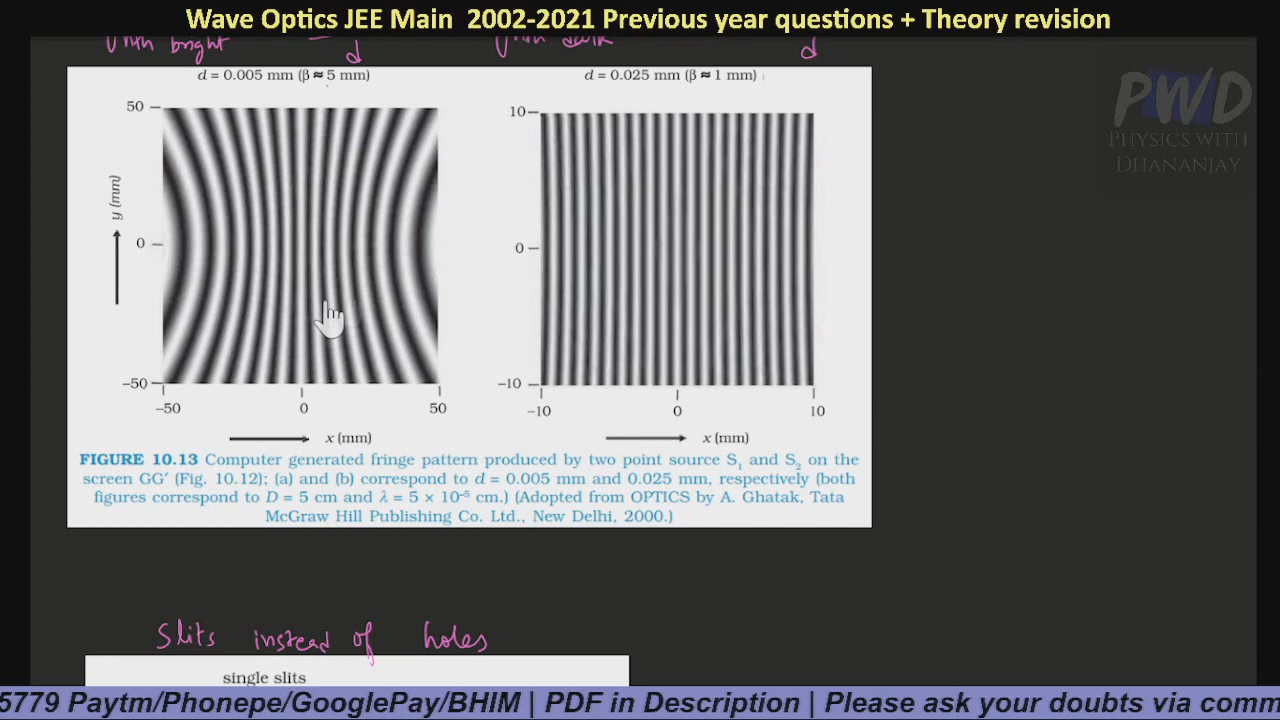 Wave Optics JEE Main 2002-2021 Previous year questions + Theory revision
nth bright d nth dark d
d = 0.005 mm (β ≈ 5 mm) d = 0.025 mm (β ≈ 1 mm)
PWD
PHYSICS WITH
DHANANJAY
50 10
y (mm)
0 0
−50 −10
−50 0 50 −10 0 10
x (mm) x (mm)
FIGURE 10.13 Computer generated fringe pattern produced by two point source S₁ and S₂ on the
screen GG′ (Fig. 10.12); (a) and (b) correspond to d = 0.005 mm and 0.025 mm, respectively (both
figures correspond to D = 5 cm and λ = 5 × 10⁻⁵ cm.) (Adopted from OPTICS by A. Ghatak, Tata
McGraw Hill Publishing Co. Ltd., New Delhi, 2000.)
Slits instead of holes
single slits
5779 Paytm/Phonepe/GooglePay/BHIM | PDF in Description | Please ask your doubts via comm